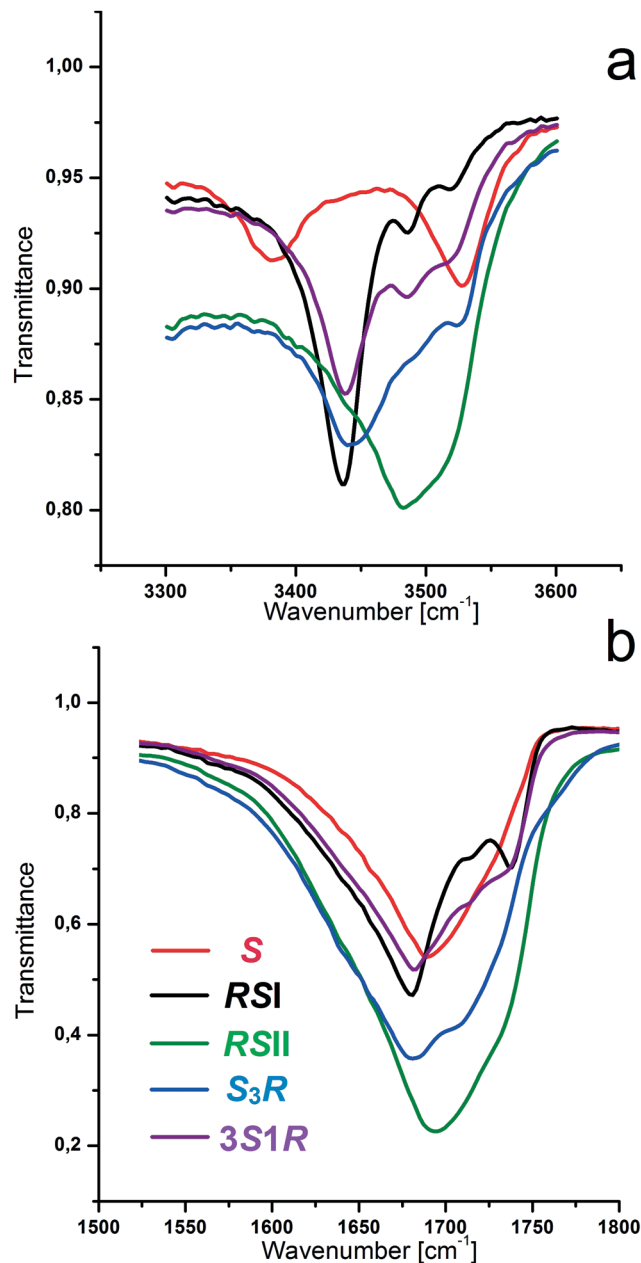 a
1,00
0,95
0,90
0,85
0,80
Transmittance
3300 3400 3500 3600
Wavenumber [cm⁻¹]
b
1,0
0,8
0,6
0,4
0,2
Transmittance
S
RSI
RSII
S₃R
3S1R
1500 1550 1600 1650 1700 1750 1800
Wavenumber [cm⁻¹]